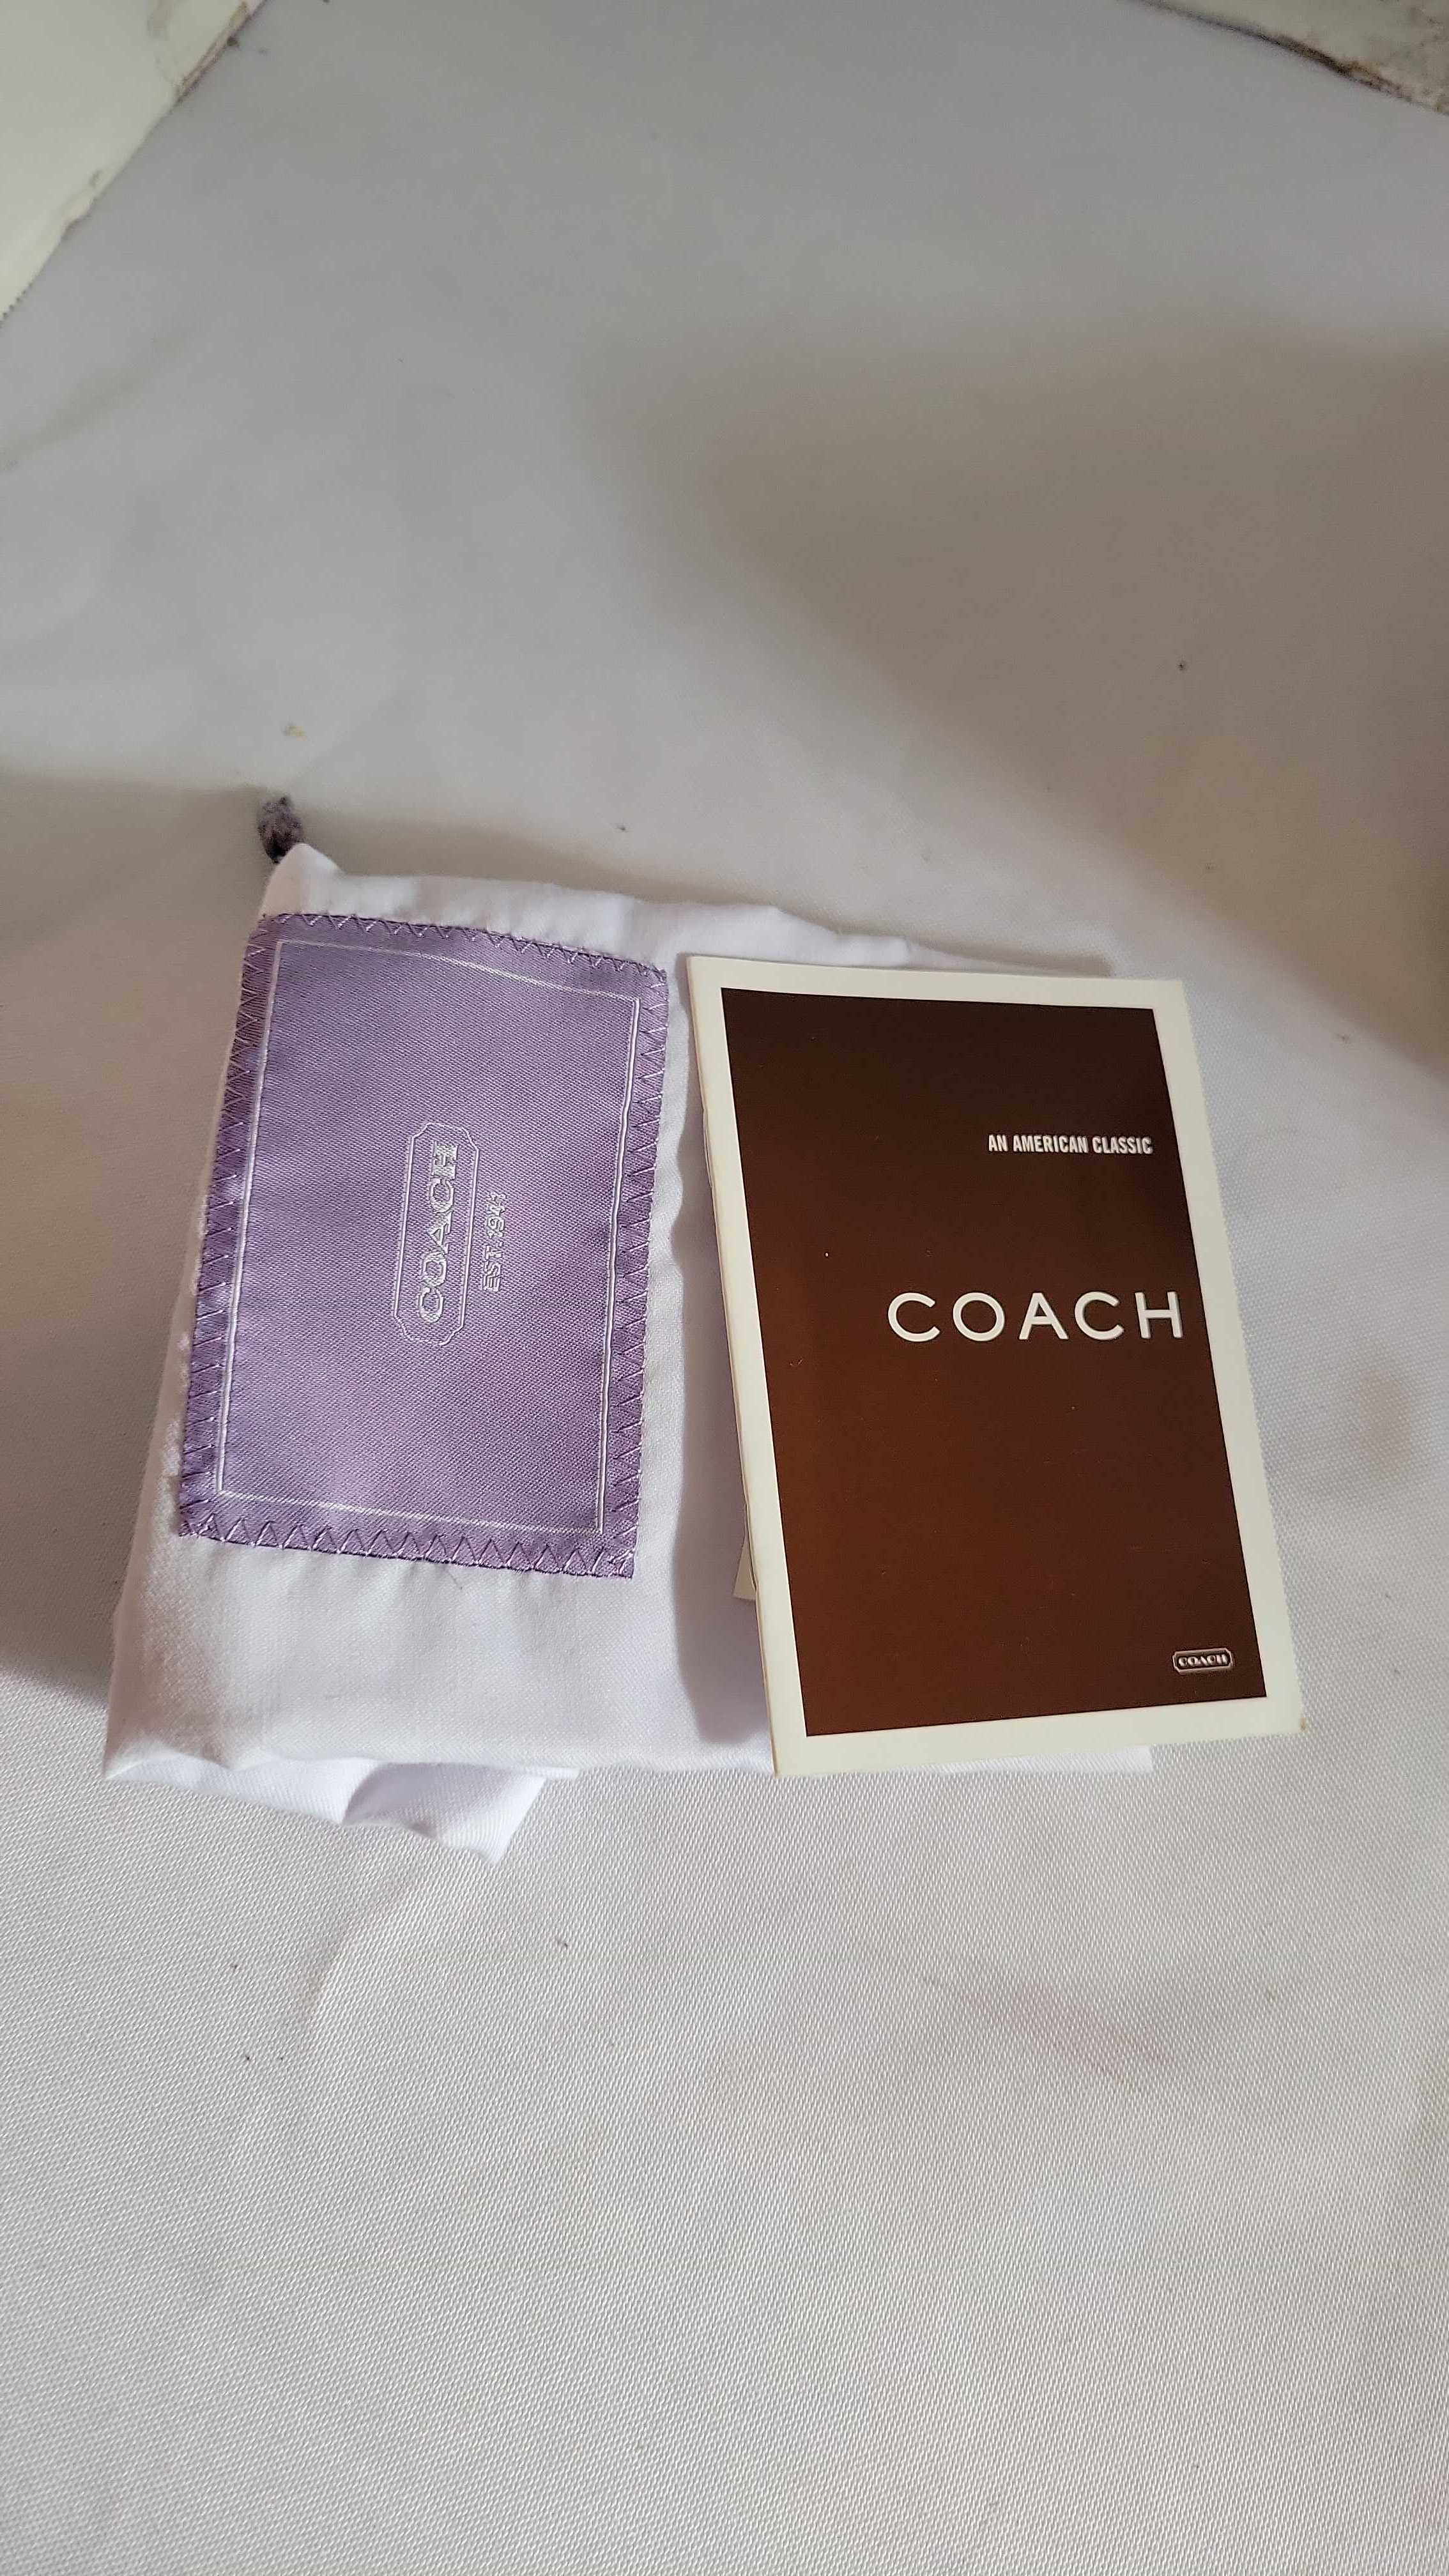 COACH
EST. 1941
AN AMERICAN CLASSIC
COACH
COACH